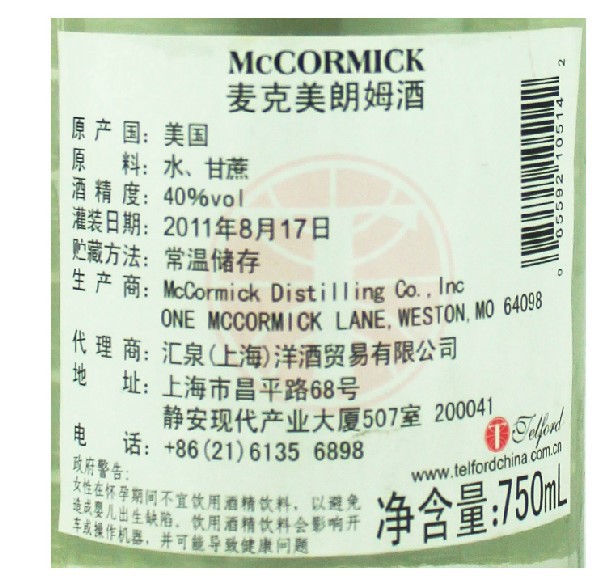 McCORMICK
麦克美朗姆酒
原产国：美国
原 料：水、甘蔗
酒精度：40%vol
灌装日期：2011年8月17日
贮藏方法：常温储存
生产商：McCormick Distilling Co.,Inc
ONE MCCORMICK LANE,WESTON,MO 64098
代理商：汇泉(上海)洋酒贸易有限公司
地 址：上海市昌平路68号
静安现代产业大厦507室 200041
电 话：+86(21)6135 6898
政府警告：
女性在怀孕期间不宜饮用酒精饮料，以避免
造成婴儿出生缺陷。饮用酒精饮料会影响开
车或操作机器，并可能导致健康问题
Telford
www.telfordchina.com.cn
净含量:750mL
0 85592 10514 2